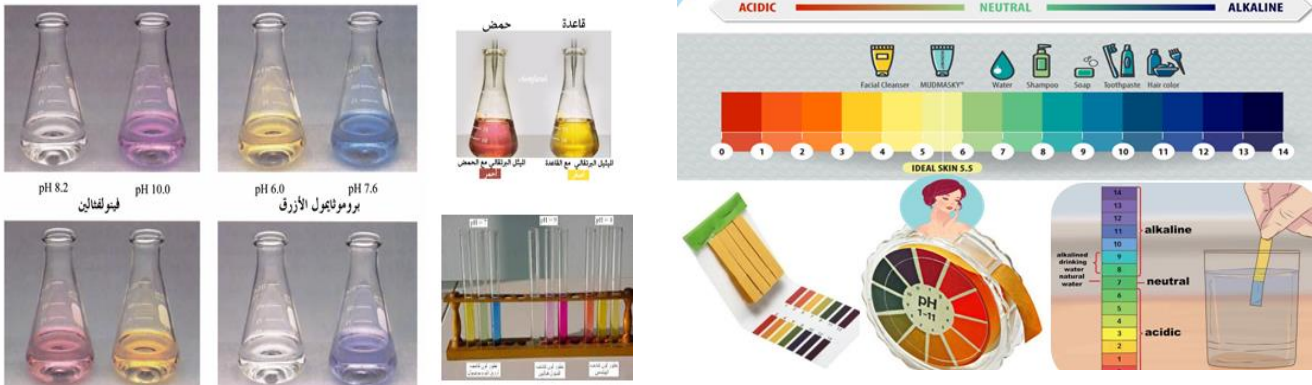 pH 8.2
pH 10.0
فينولفثالين
pH 6.0
pH 7.6
بروموثايمول الأزرق
حمض
قاعدة
المثيل البرتقالي مع الحمض
أحمر
المثيل البرتقالي مع القاعدة
ACIDIC
NEUTRAL
ALKALINE
Facial Cleanser
MUDMASKY®
Water
Shampoo
Soap
Toothpaste
Hair color
0 1 2 3 4 5 6 7 8 9 10 11 12 13 14
IDEAL SKIN 5.5
pH
1-11
14
13
12
11
10
9
8
7
6
5
4
3
2
1
alkaline
alkalined
drinking
water
natural
water
neutral
acidic